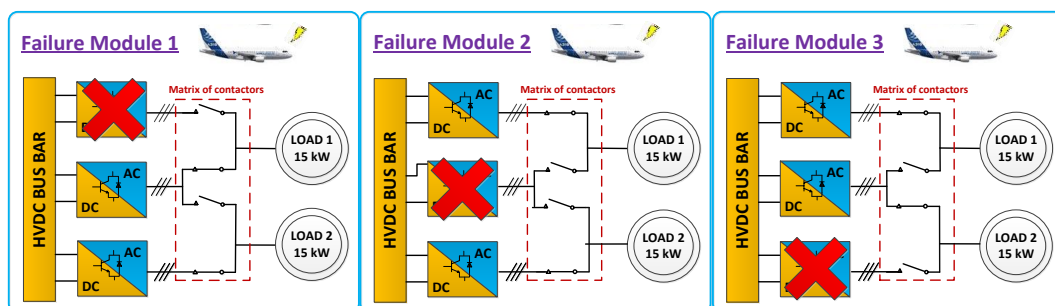 Failure Module 1
HVDC BUS BAR
Matrix of contactors
LOAD 1
15 kW
AC
DC
AC
DC
LOAD 2
15 kW
Failure Module 2
HVDC BUS BAR
AC
DC
Matrix of contactors
LOAD 1
15 kW
AC
DC
LOAD 2
15 kW
Failure Module 3
HVDC BUS BAR
AC
DC
Matrix of contactors
LOAD 1
15 kW
AC
DC
LOAD 2
15 kW